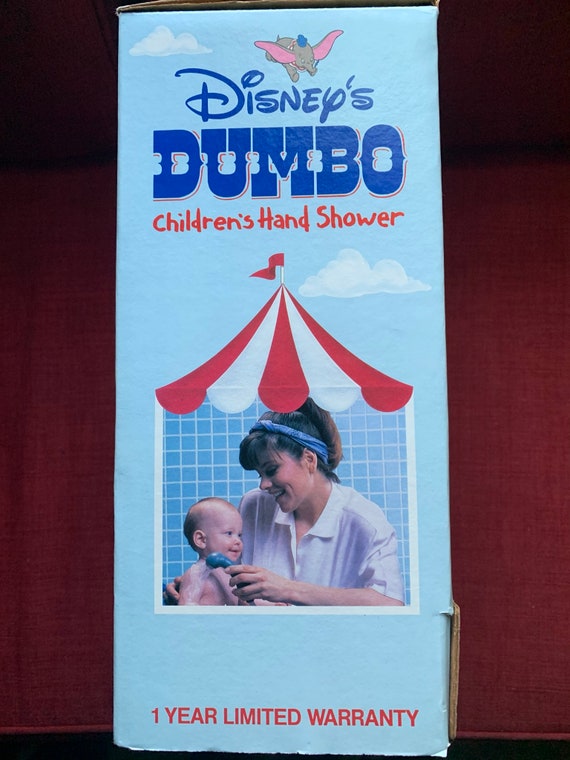 Disney's
DUMBO
Children's Hand Shower
1 YEAR LIMITED WARRANTY